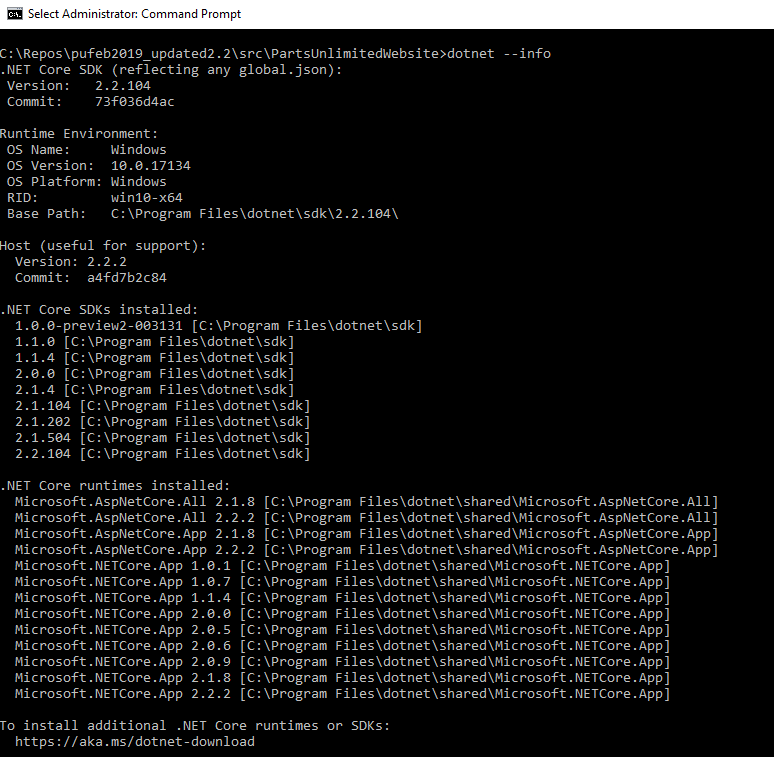 Select Administrator: Command Prompt
C:\Repos\pufeb2019_updated2.2\src\PartsUnlimitedWebsite>dotnet --info
.NET Core SDK (reflecting any global.json):
Version: 2.2.104
Commit: 73f036d4ac
Runtime Environment:
OS Name: Windows
OS Version: 10.0.17134
OS Platform: Windows
RID: win10-x64
Base Path: C:\Program Files\dotnet\sdk\2.2.104\
Host (useful for support):
Version: 2.2.2
Commit: a4fd7b2c84
.NET Core SDKs installed:
1.0.0-preview2-003131 [C:\Program Files\dotnet\sdk]
1.1.0 [C:\Program Files\dotnet\sdk]
1.1.4 [C:\Program Files\dotnet\sdk]
2.0.0 [C:\Program Files\dotnet\sdk]
2.1.4 [C:\Program Files\dotnet\sdk]
2.1.104 [C:\Program Files\dotnet\sdk]
2.1.202 [C:\Program Files\dotnet\sdk]
2.1.504 [C:\Program Files\dotnet\sdk]
2.2.104 [C:\Program Files\dotnet\sdk]
.NET Core runtimes installed:
Microsoft.AspNetCore.All 2.1.8 [C:\Program Files\dotnet\shared\Microsoft.AspNetCore.All]
Microsoft.AspNetCore.All 2.2.2 [C:\Program Files\dotnet\shared\Microsoft.AspNetCore.All]
Microsoft.AspNetCore.App 2.1.8 [C:\Program Files\dotnet\shared\Microsoft.AspNetCore.App]
Microsoft.AspNetCore.App 2.2.2 [C:\Program Files\dotnet\shared\Microsoft.AspNetCore.App]
Microsoft.NETCore.App 1.0.1 [C:\Program Files\dotnet\shared\Microsoft.NETCore.App]
Microsoft.NETCore.App 1.0.7 [C:\Program Files\dotnet\shared\Microsoft.NETCore.App]
Microsoft.NETCore.App 1.1.4 [C:\Program Files\dotnet\shared\Microsoft.NETCore.App]
Microsoft.NETCore.App 2.0.0 [C:\Program Files\dotnet\shared\Microsoft.NETCore.App]
Microsoft.NETCore.App 2.0.5 [C:\Program Files\dotnet\shared\Microsoft.NETCore.App]
Microsoft.NETCore.App 2.0.6 [C:\Program Files\dotnet\shared\Microsoft.NETCore.App]
Microsoft.NETCore.App 2.0.9 [C:\Program Files\dotnet\shared\Microsoft.NETCore.App]
Microsoft.NETCore.App 2.1.8 [C:\Program Files\dotnet\shared\Microsoft.NETCore.App]
Microsoft.NETCore.App 2.2.2 [C:\Program Files\dotnet\shared\Microsoft.NETCore.App]
To install additional .NET Core runtimes or SDKs:
https://aka.ms/dotnet-download